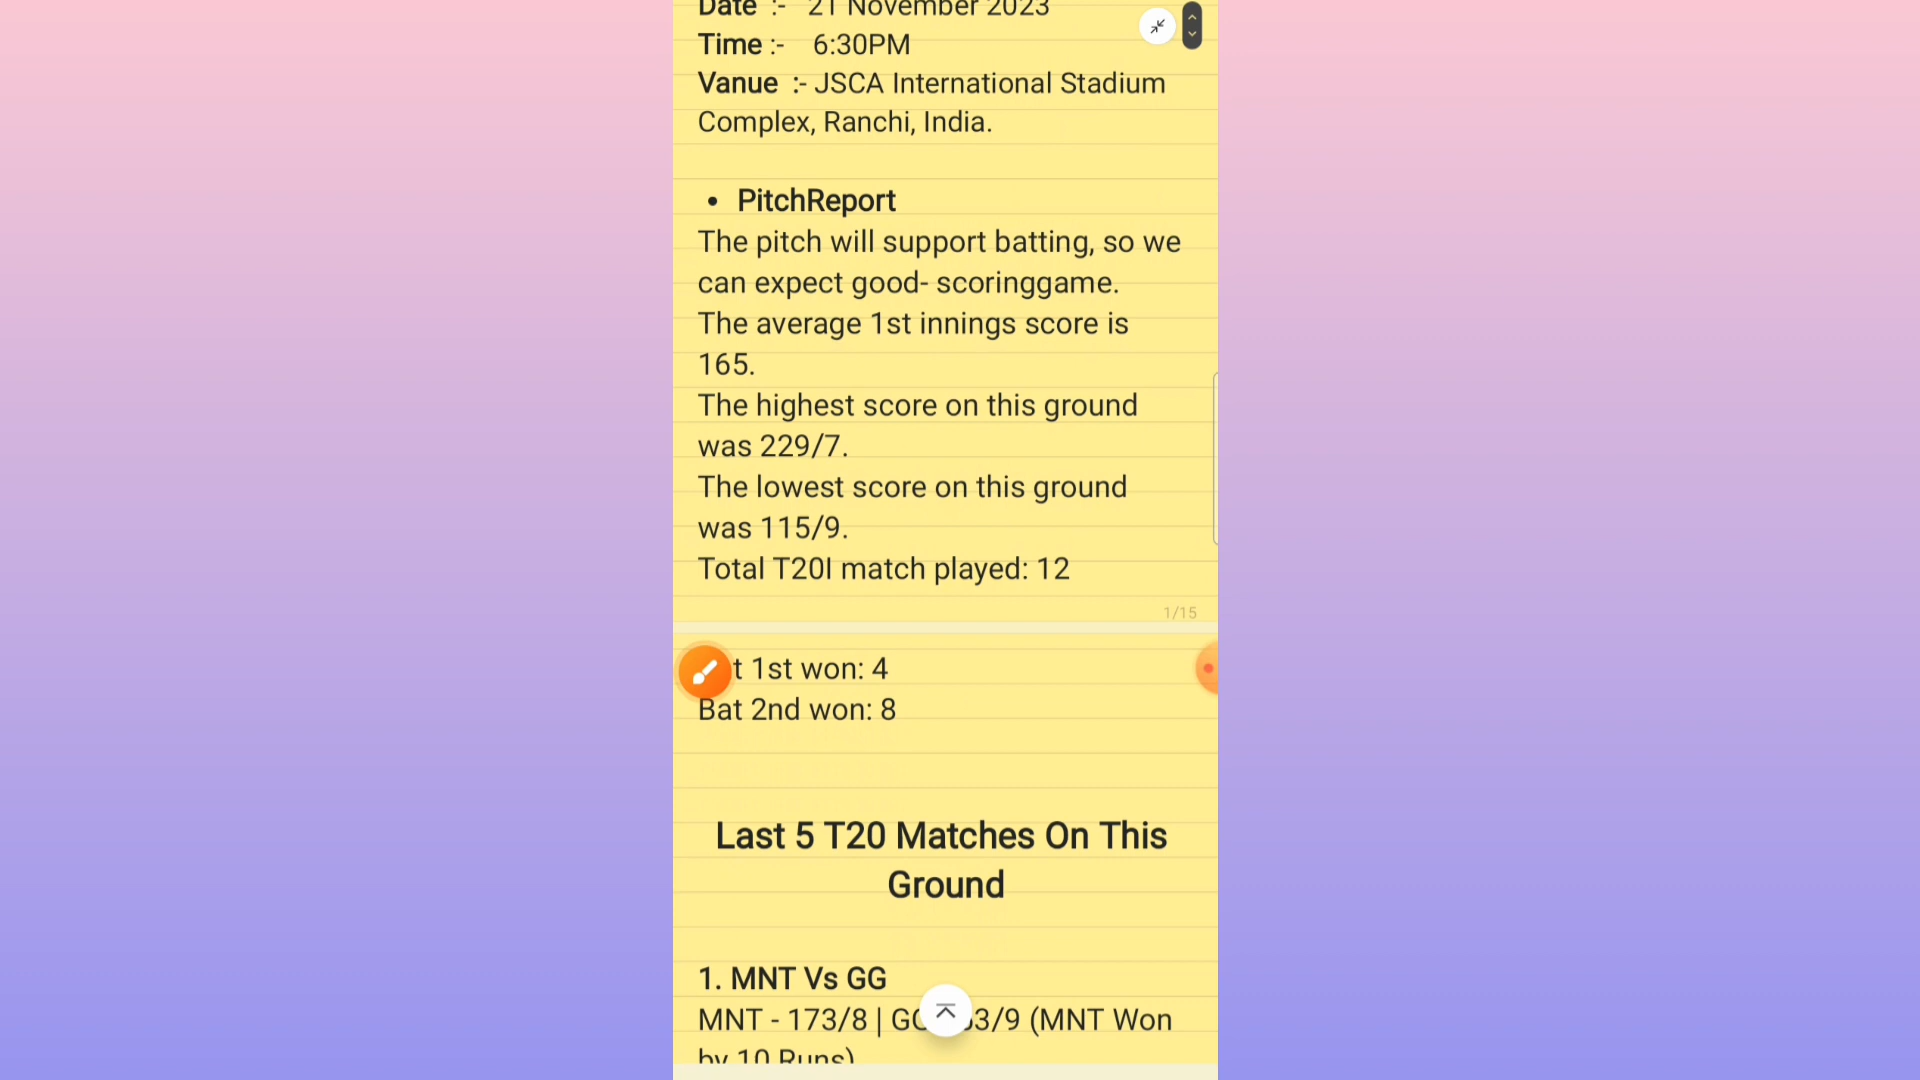 Date :- 21 November 2023
Time :- 6:30PM
Vanue :- JSCA International Stadium
Complex, Ranchi, India.
• PitchReport
The pitch will support batting, so we
can expect good- scoringgame.
The average 1st innings score is
165.
The highest score on this ground
was 229/7.
The lowest score on this ground
was 115/9.
Total T20I match played: 12
1/15
t 1st won: 4
Bat 2nd won: 8
Last 5 T20 Matches On This
Ground
1. MNT Vs GG
MNT - 173/8 | 3/9 (MNT Won
by 10 Runs)